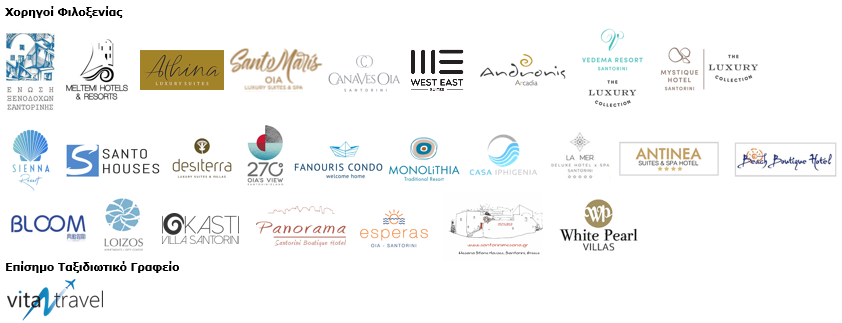 Χορηγοί Φιλοξενίας
ΕΝΩΣΗ
ΞΕΝΟΔΟΧΩΝ
ΣΑΝΤΟΡΙΝΗΣ
MELTEMI HOTELS
& RESORTS
Athina
LUXURY SUITES
Sante Maris
OIA
LUXURY SUITES & SPA
CANAVES OIA
SANTORINI
WEST EAST
SUITES
Andronis
Arcadia
VEDEMA RESORT
SANTORINI
THE
LUXURY
COLLECTION
MYSTIQUE
HOTEL
SANTORINI
THE
LUXURY
COLLECTION
SIENNA
Resort
SANTO
HOUSES
desiterra
LUXURY SUITES & VILLAS
270°
OIA'S VIEW
FANOURIS CONDO
welcome home
MONOLITHIA
Traditional Resort
CASA IPHIGENIA
LA MER
DELUXE HOTEL & SPA
SANTORINI
ANTINEA
SUITES & SPA HOTEL
Beach Boutique Hotel
BLOOM
LOIZOS
KASTI
VILLA SANTORINI
Panorama
Santorini Boutique Hotel
esperas
OIA - SANTORINI
WP
White Pearl
VILLAS
Επίσημο Ταξιδιωτικό Γραφείο
vita N travel